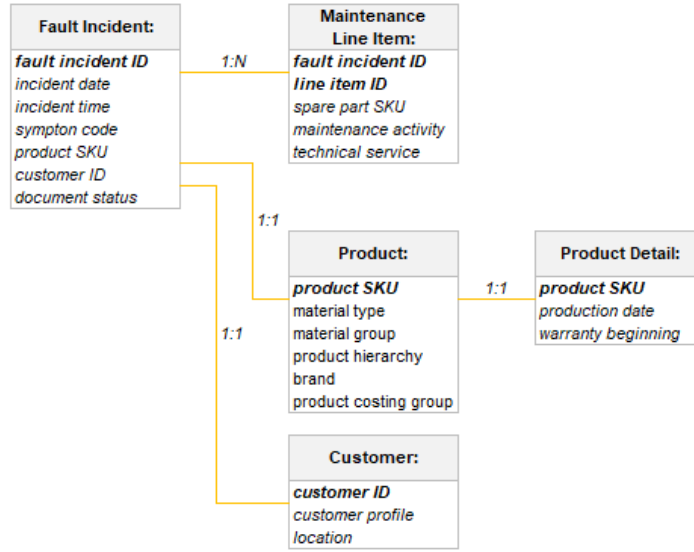 Fault Incident:
fault incident ID
incident date
incident time
sympton code
product SKU
customer ID
document status
1:N
Maintenance
Line Item:
fault incident ID
line item ID
spare part SKU
maintenance activity
technical service
1:1
Product:
product SKU
material type
material group
product hierarchy
brand
product costing group
1:1
Product Detail:
product SKU
production date
warranty beginning
1:1
Customer:
customer ID
customer profile
location